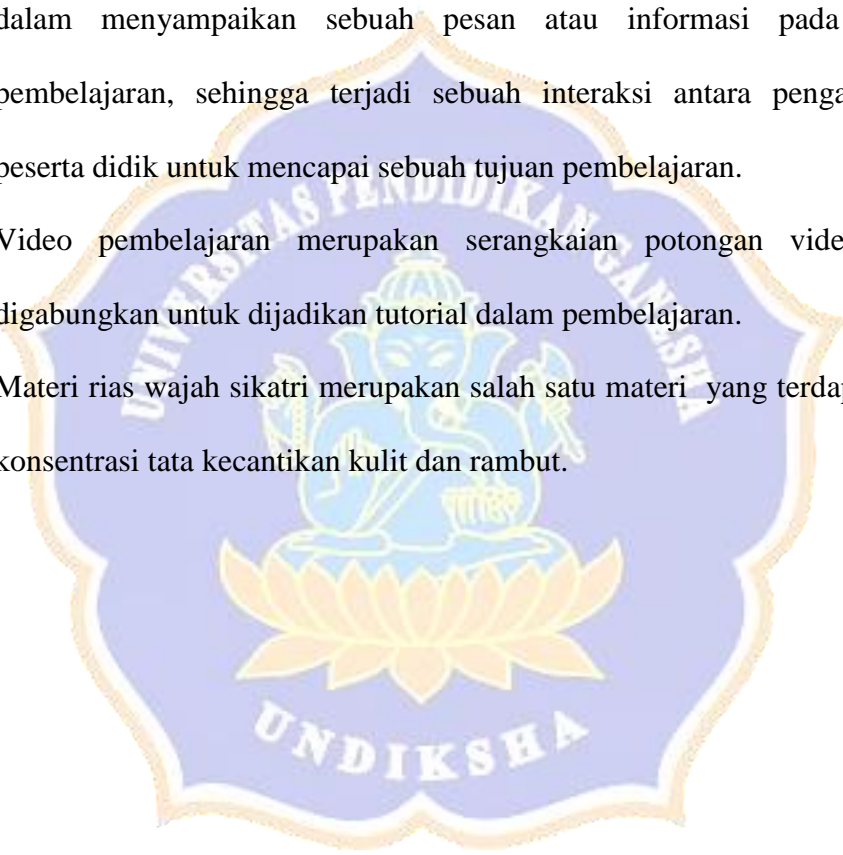 dalam menyampaikan sebuah pesan atau informasi pada
pembelajaran, sehingga terjadi sebuah interaksi antara penga
peserta didik untuk mencapai sebuah tujuan pembelajaran.
Video pembelajaran merupakan serangkaian potongan vide
digabungkan untuk dijadikan tutorial dalam pembelajaran.
Materi rias wajah sikatri merupakan salah satu materi yang terdap
konsentrasi tata kecantikan kulit dan rambut.
UNIVERSITAS PENDIDIKAN GANESHA
UNDIKSHA